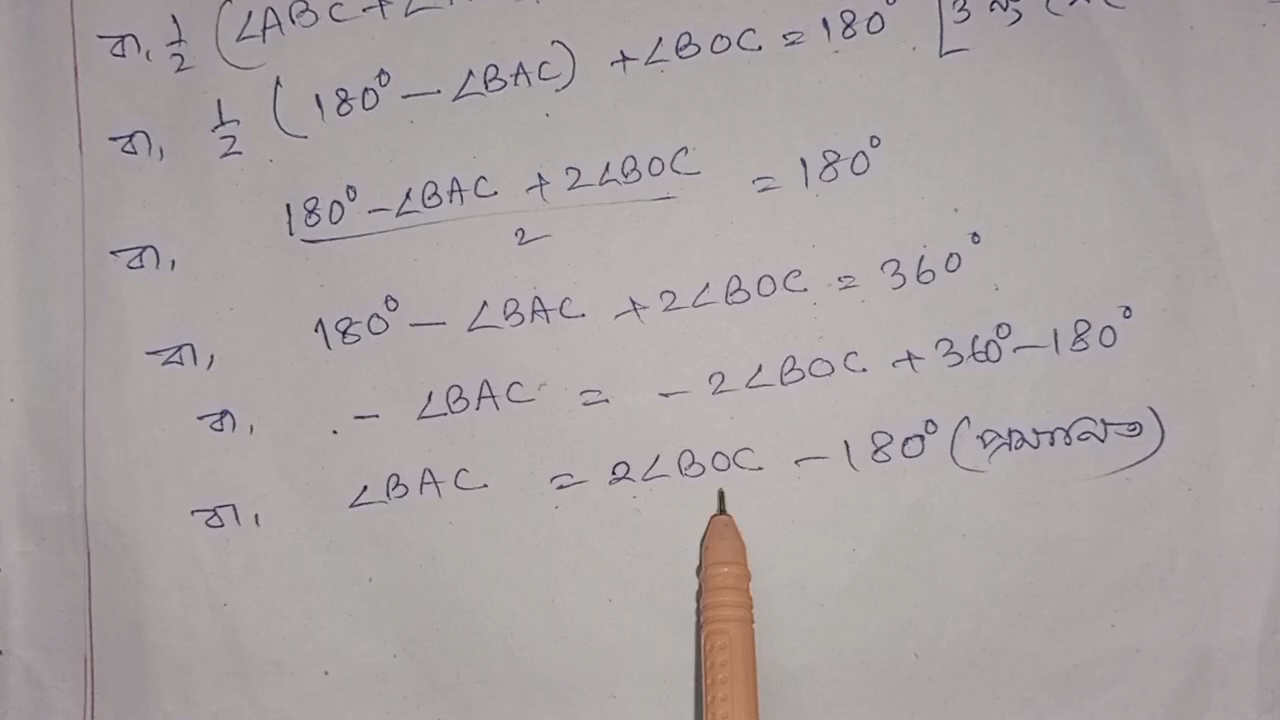 বা, 1/2 (∠ABC+∠
বা, 1/2 (180° - ∠BAC) + ∠BOC = 180° [3 নং
বা, (180° - ∠BAC + 2∠BOC)/2 = 180°
বা, 180° - ∠BAC + 2∠BOC = 360°
বা, - ∠BAC = - 2∠BOC + 360° - 180°
বা, ∠BAC = 2∠BOC - 180° (প্রমাণিত)